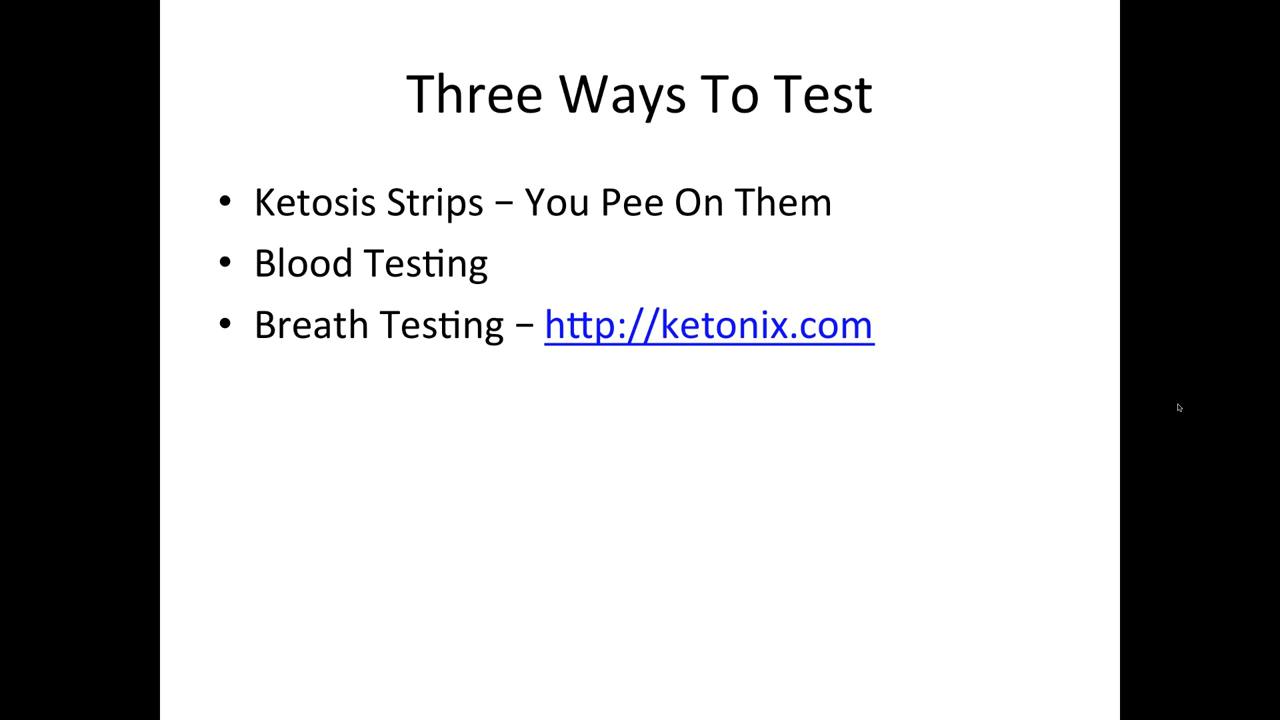 Three Ways To Test
• Ketosis Strips – You Pee On Them
• Blood Testing
• Breath Testing – http://ketonix.com